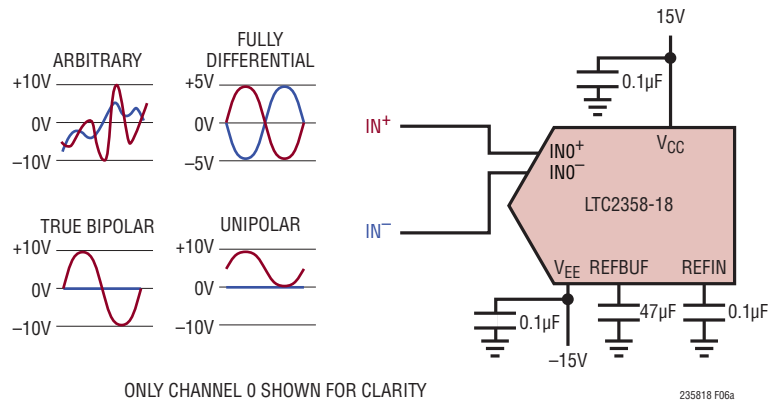 ARBITRARY
+10V
0V
–10V
FULLY
DIFFERENTIAL
+5V
0V
–5V
TRUE BIPOLAR
+10V
0V
–10V
UNIPOLAR
+10V
0V
–10V
IN+
IN–
15V
0.1µF
VCC
IN0+
IN0–
LTC2358-18
VEE
REFBUF
REFIN
0.1µF
–15V
47µF
0.1µF
ONLY CHANNEL 0 SHOWN FOR CLARITY
235818 F06a